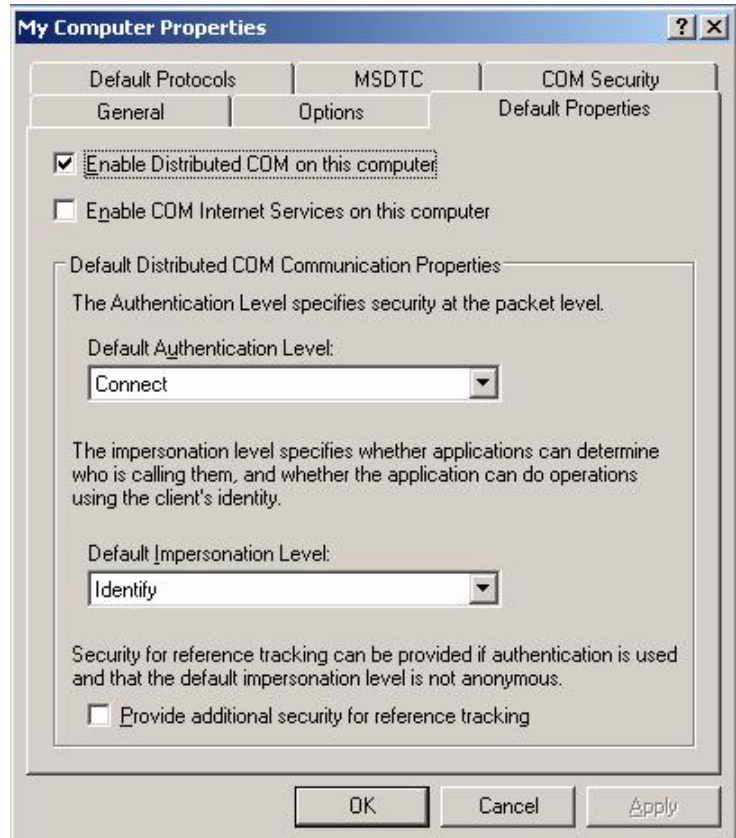 My Computer Properties
Default Protocols
MSDTC
COM Security
General
Options
Default Properties
Enable Distributed COM on this computer
Enable COM Internet Services on this computer
Default Distributed COM Communication Properties
The Authentication Level specifies security at the packet level.
Default Authentication Level:
Connect
The impersonation level specifies whether applications can determine
who is calling them, and whether the application can do operations
using the client's identity.
Default Impersonation Level:
Identify
Security for reference tracking can be provided if authentication is used
and that the default impersonation level is not anonymous.
Provide additional security for reference tracking
OK
Cancel
Apply